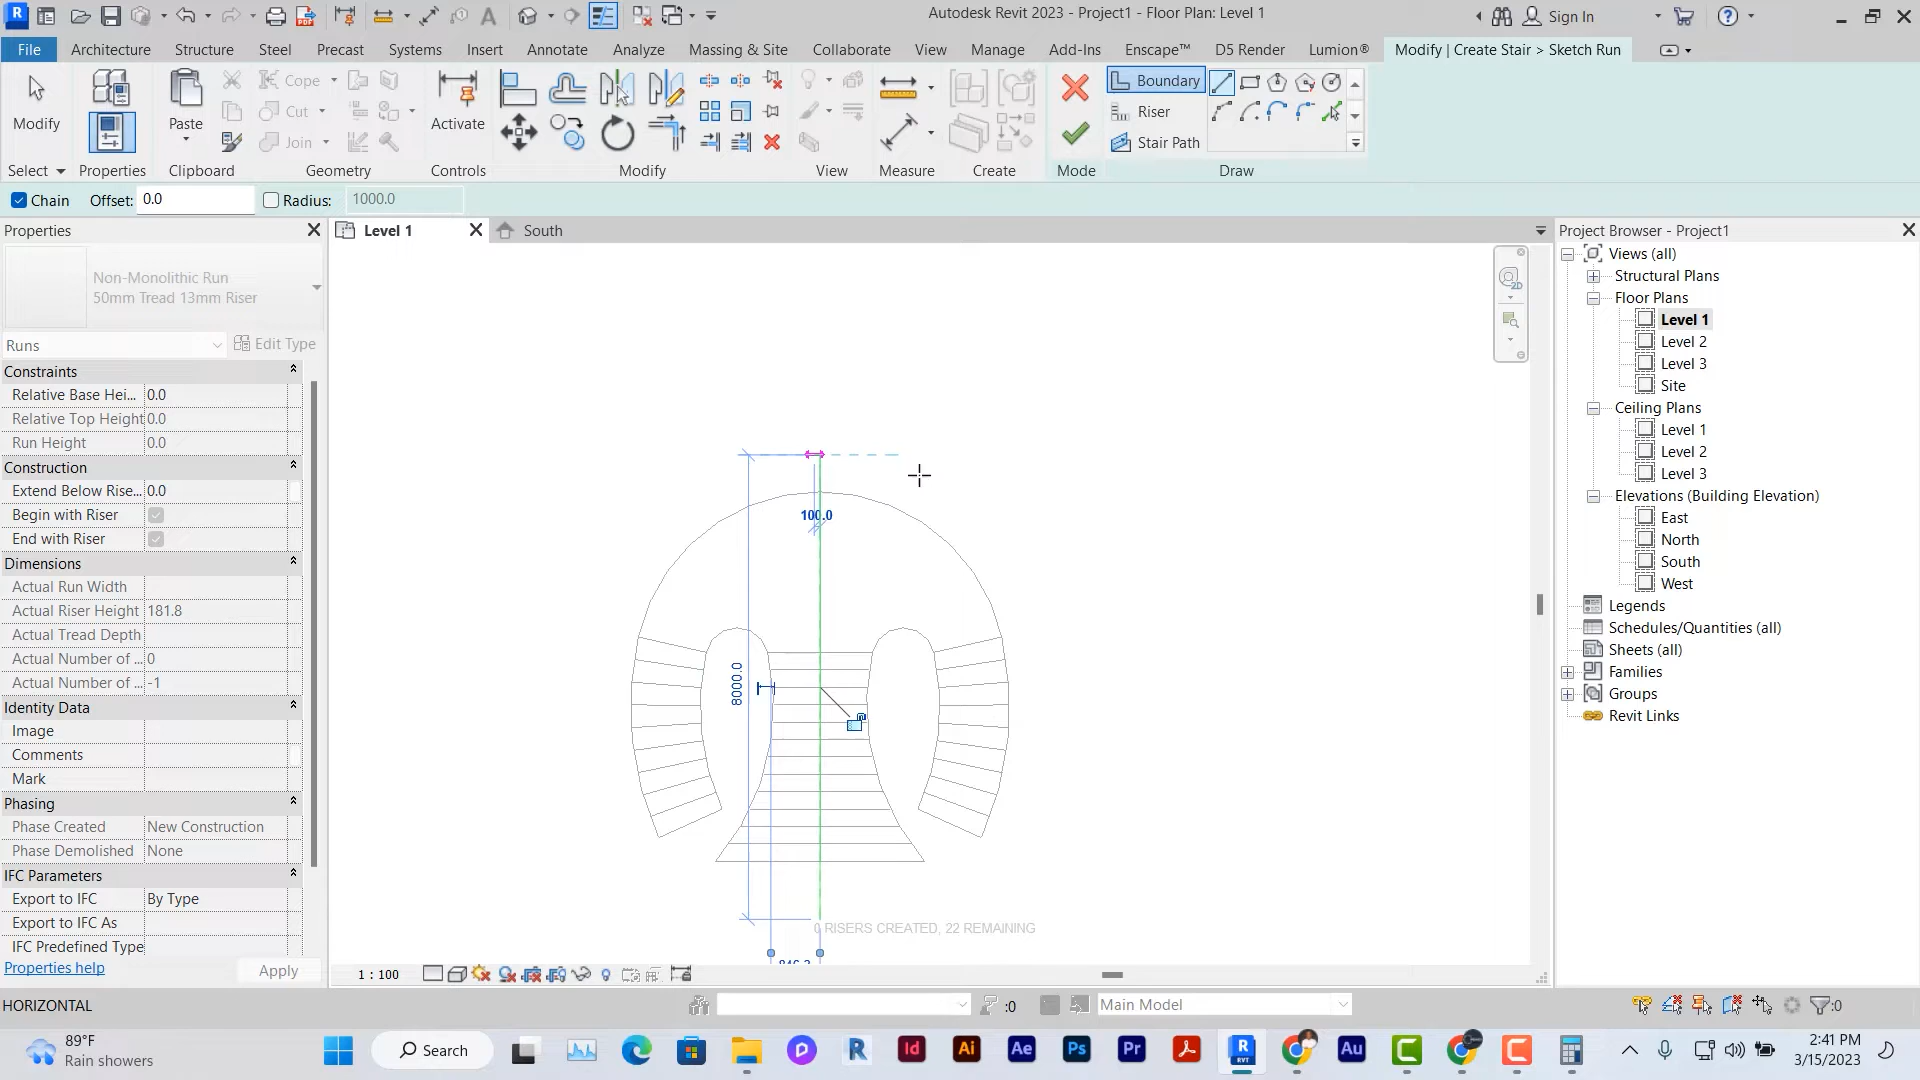 Autodesk Revit 2023 - Project1 - Floor Plan: Level 1
Sign In
File
Architecture
Structure
Steel
Precast
Systems
Insert
Annotate
Analyze
Massing & Site
Collaborate
View
Manage
Add-Ins
Enscape™
D5 Render
Lumion®
Modify | Create Stair > Sketch Run
Modify
Paste
Cope
Cut
Join
Activate
Boundary
Riser
Stair Path
Select
Properties
Clipboard
Geometry
Controls
Modify
View
Measure
Create
Mode
Draw
Chain
Offset: 0.0
Radius: 1000.0
Properties
Non-Monolithic Run
50mm Tread 13mm Riser
Runs
Edit Type
Constraints
Relative Base Hei... 0.0
Relative Top Height 0.0
Run Height 0.0
Construction
Extend Below Rise... 0.0
Begin with Riser
End with Riser
Dimensions
Actual Run Width
Actual Riser Height 181.8
Actual Tread Depth
Actual Number of ... 0
Actual Number of ... -1
Identity Data
Image
Comments
Mark
Phasing
Phase Created New Construction
Phase Demolished None
IFC Parameters
Export to IFC By Type
Export to IFC As
IFC Predefined Type
Properties help
Apply
Level 1
South
2D
100.0
8000.0
0 RISERS CREATED, 22 REMAINING
1 : 100
Project Browser - Project1
Views (all)
Structural Plans
Floor Plans
Level 1
Level 2
Level 3
Site
Ceiling Plans
Level 1
Level 2
Level 3
Elevations (Building Elevation)
East
North
South
West
Legends
Schedules/Quantities (all)
Sheets (all)
Families
Groups
Revit Links
HORIZONTAL
:0
Main Model
:0
89°F
Rain showers
Search
2:41 PM
3/15/2023